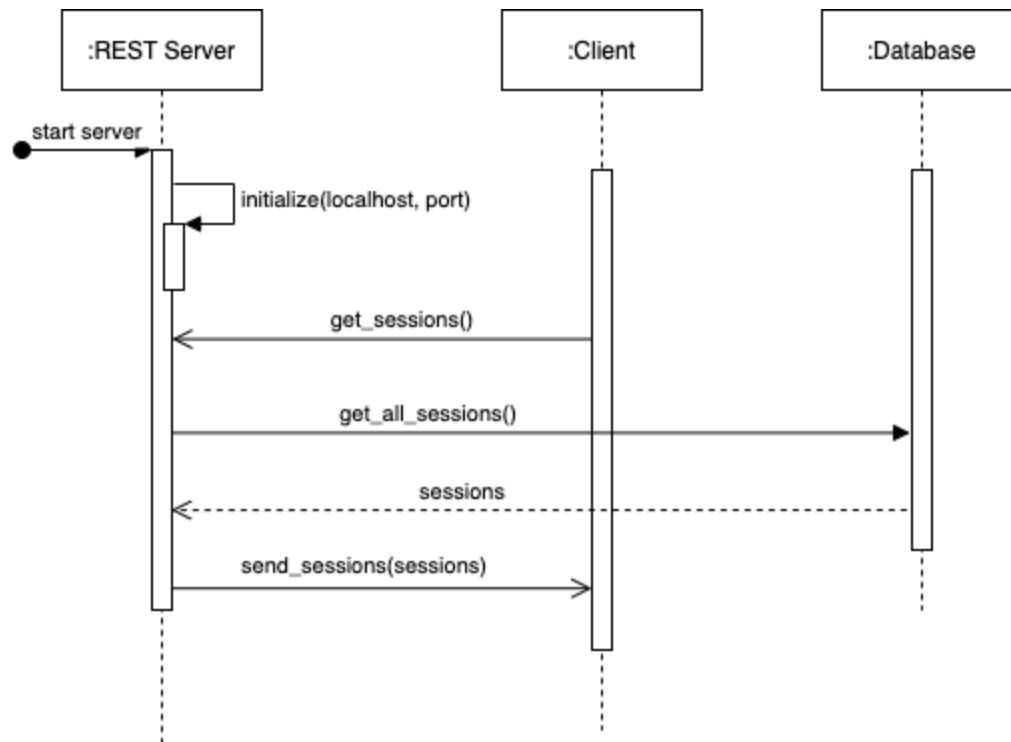 :REST Server
:Client
:Database
start server
initialize(localhost, port)
get_sessions()
get_all_sessions()
sessions
send_sessions(sessions)